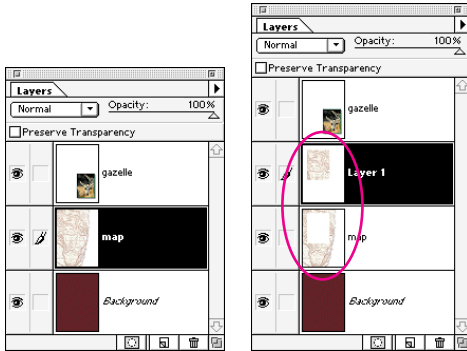 Layers
Normal Opacity: 100%
Preserve Transparency
gazelle
map
Background
Layers
Normal Opacity: 100%
Preserve Transparency
gazelle
Layer 1
map
Background